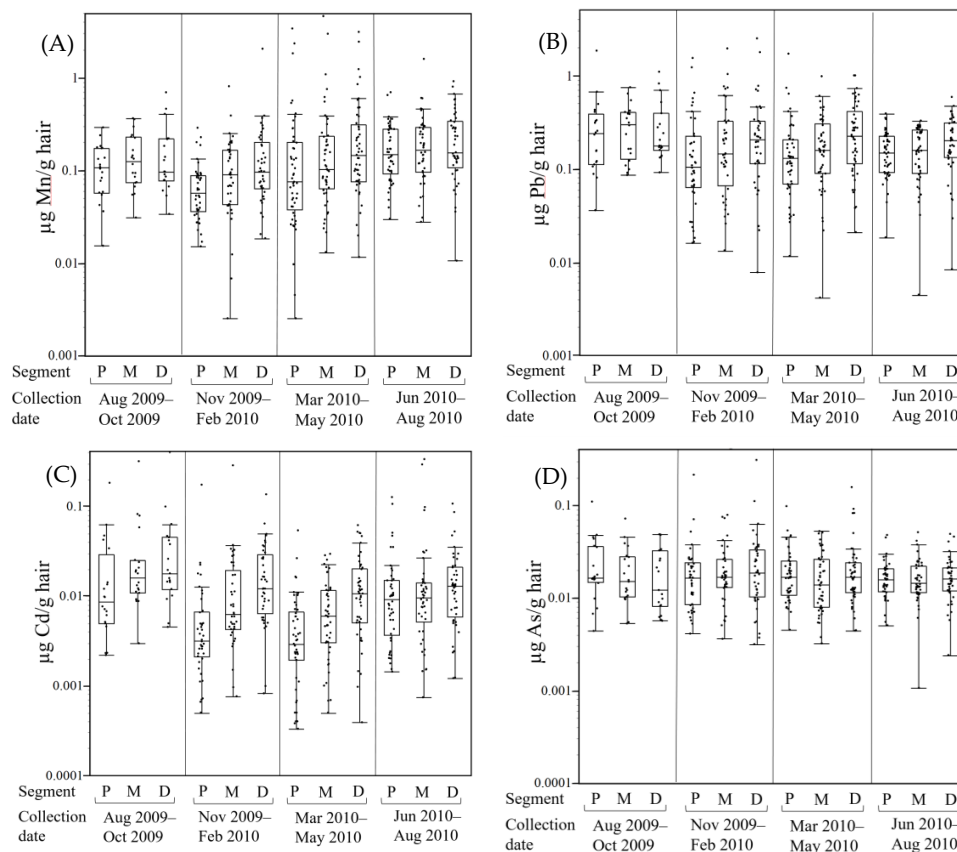 (A)
µg Mn/g hair
1
0.1
0.01
0.001
Segment P M D P M D P M D P M D
Collection date
Aug 2009–
Oct 2009
Nov 2009–
Feb 2010
Mar 2010–
May 2010
Jun 2010–
Aug 2010
(B)
µg Pb/g hair
1
0.1
0.01
0.001
Segment P M D P M D P M D P M D
Collection date
Aug 2009–
Oct 2009
Nov 2009–
Feb 2010
Mar 2010–
May 2010
Jun 2010–
Aug 2010
(C)
µg Cd/g hair
0.1
0.01
0.001
0.0001
Segment P M D P M D P M D P M D
Collection date
Aug 2009–
Oct 2009
Nov 2009–
Feb 2010
Mar 2010–
May 2010
Jun 2010–
Aug 2010
(D)
µg As/g hair
0.1
0.01
0.001
0.0001
Segment P M D P M D P M D P M D
Collection date
Aug 2009–
Oct 2009
Nov 2009–
Feb 2010
Mar 2010–
May 2010
Jun 2010–
Aug 2010